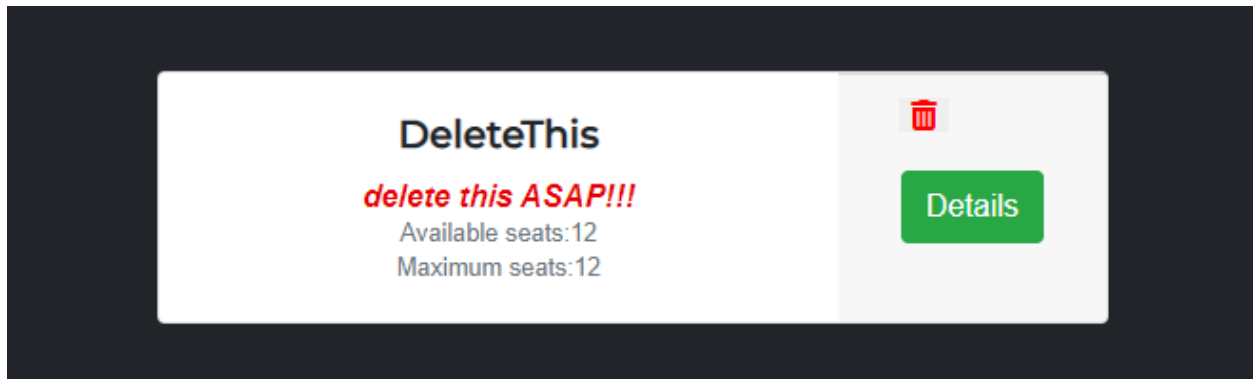 DeleteThis
delete this ASAP!!!
Available seats:12
Maximum seats:12
Details